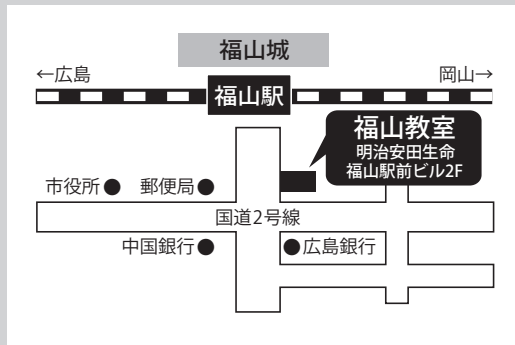 福山城
←広島
岡山→
福山駅
福山教室
明治安田生命
福山駅前ビル2F
市役所●
郵便局●
国道2号線
中国銀行●
●広島銀行